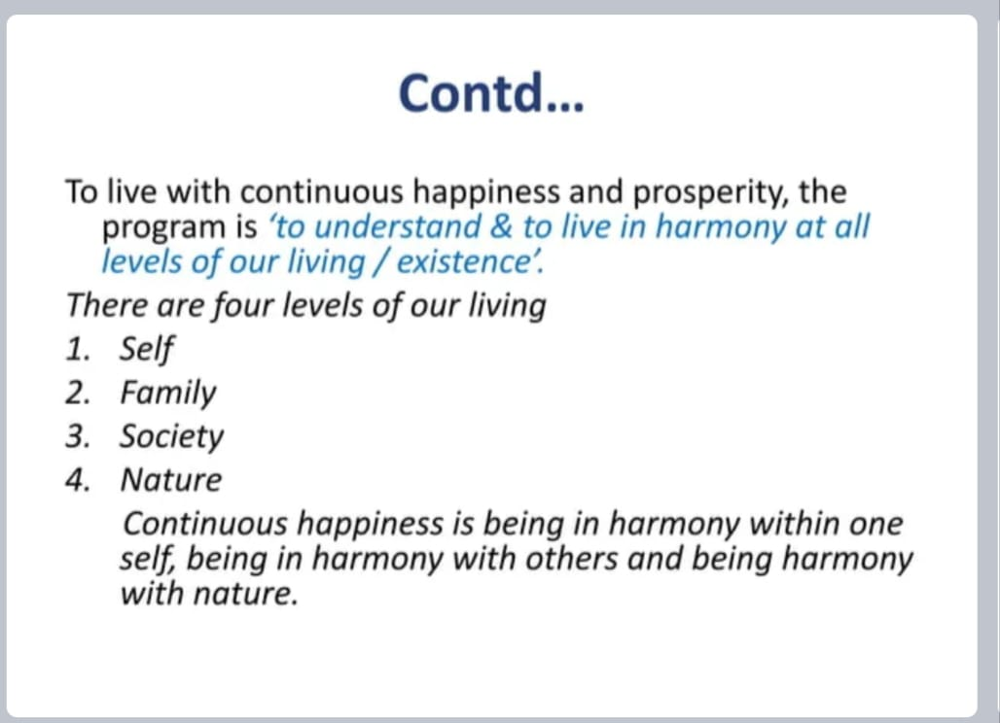 Contd...
To live with continuous happiness and prosperity, the
program is ‘to understand & to live in harmony at all
levels of our living / existence’.
There are four levels of our living
1. Self
2. Family
3. Society
4. Nature
Continuous happiness is being in harmony within one
self, being in harmony with others and being harmony
with nature.